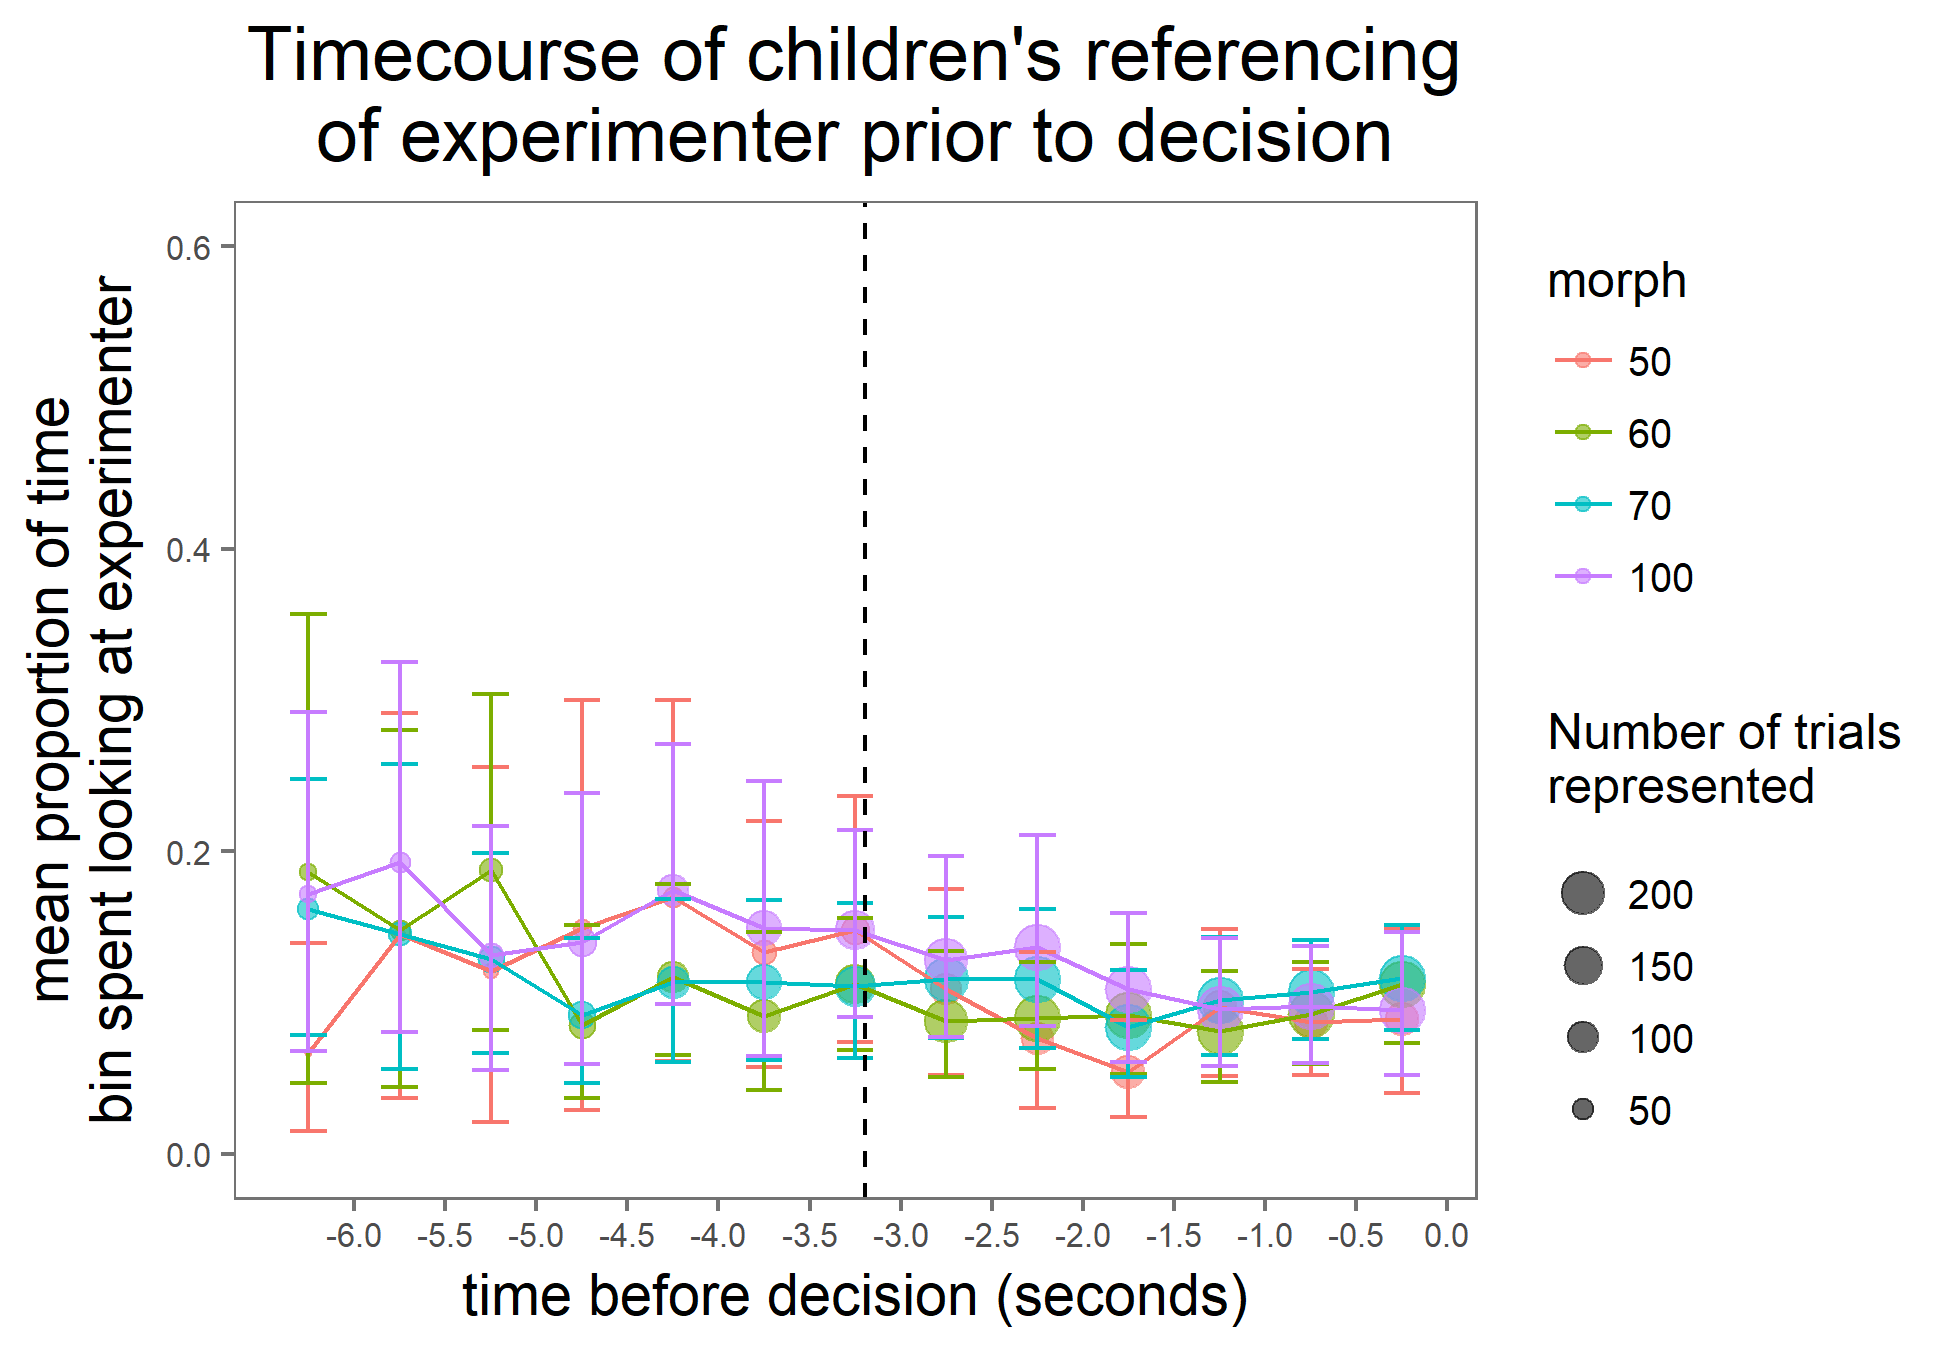 Timecourse of children's referencing
of experimenter prior to decision
mean proportion of time
bin spent looking at experimenter
0.6
0.4
0.2
0.0
-6.0 -5.5 -5.0 -4.5 -4.0 -3.5 -3.0 -2.5 -2.0 -1.5 -1.0 -0.5 0.0
time before decision (seconds)
morph
50
60
70
100
Number of trials
represented
200
150
100
50